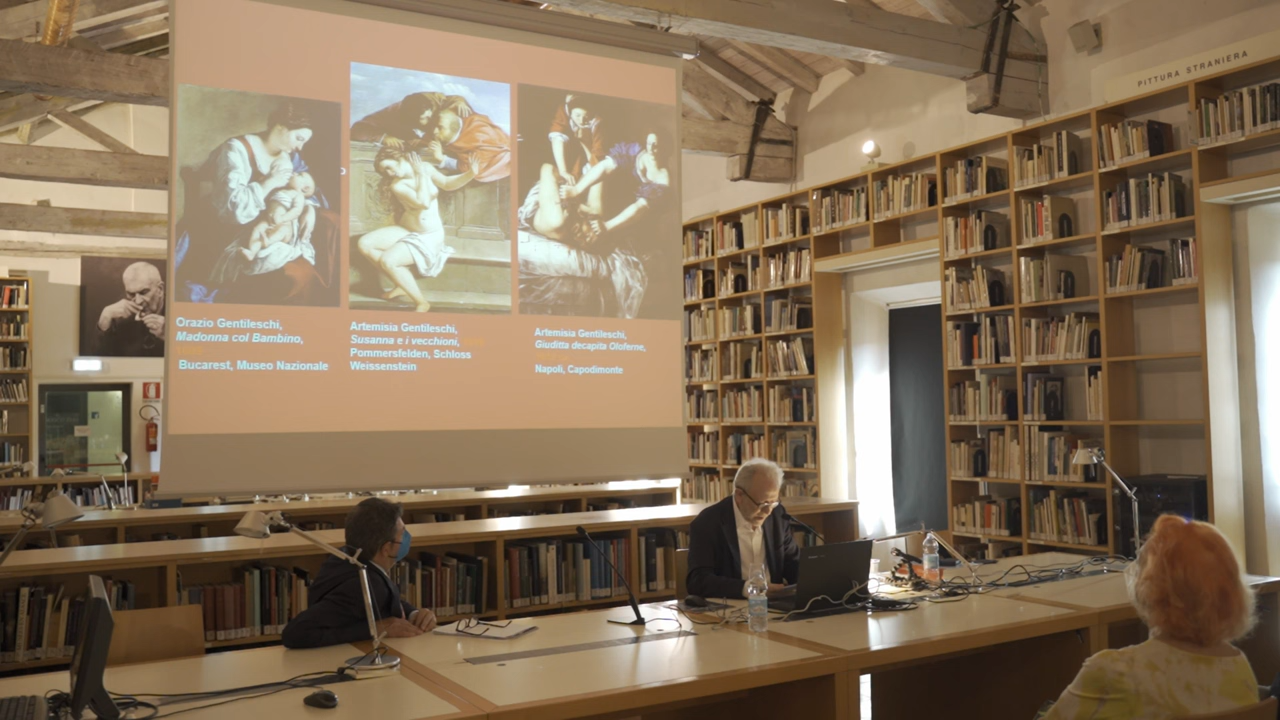 PITTURA STRANIERA
Orazio Gentileschi,
Madonna col Bambino,
Bucarest, Museo Nazionale
Artemisia Gentileschi,
Susanna e i vecchioni,
Pommersfelden, Schloss
Weissenstein
Artemisia Gentileschi,
Giuditta decapita Oloferne,
Napoli, Capodimonte